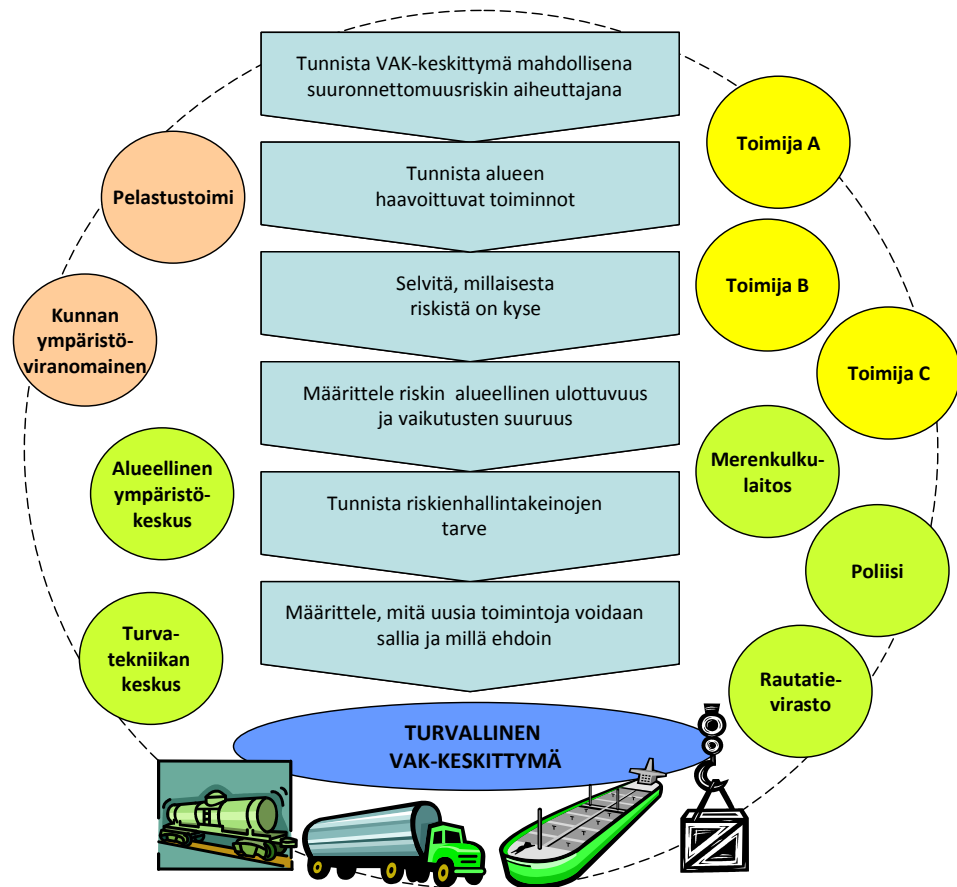 Tunnista VAK-keskittymä mahdollisena
suuronnettomuusriskin aiheuttajana
Tunnista alueen
haavoittuvat toiminnot
Selvitä, millaisesta
riskistä on kyse
Määrittele riskin alueellinen ulottuvuus
ja vaikutusten suuruus
Tunnista riskienhallintakeinojen
tarve
Määrittele, mitä uusia toimintoja voidaan
sallia ja millä ehdoin
TURVALLINEN
VAK-KESKITTYMÄ
Pelastustoimi
Kunnan
ympäristö-
viranomainen
Alueellinen
ympäristö-
keskus
Turva-
tekniikan
keskus
Toimija A
Toimija B
Toimija C
Merenkulku-
laitos
Poliisi
Rautatie-
virasto